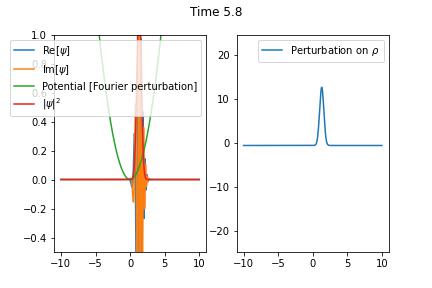 Time 5.8
Re[ψ]
Im[ψ]
Potential [Fourier perturbation]
|ψ|²
1.0
0.8
0.6
0.4
0.2
0.0
−0.2
−0.4
−10 −5 0 5 10
Perturbation on ρ
20
10
0
−10
−20
−10 −5 0 5 10